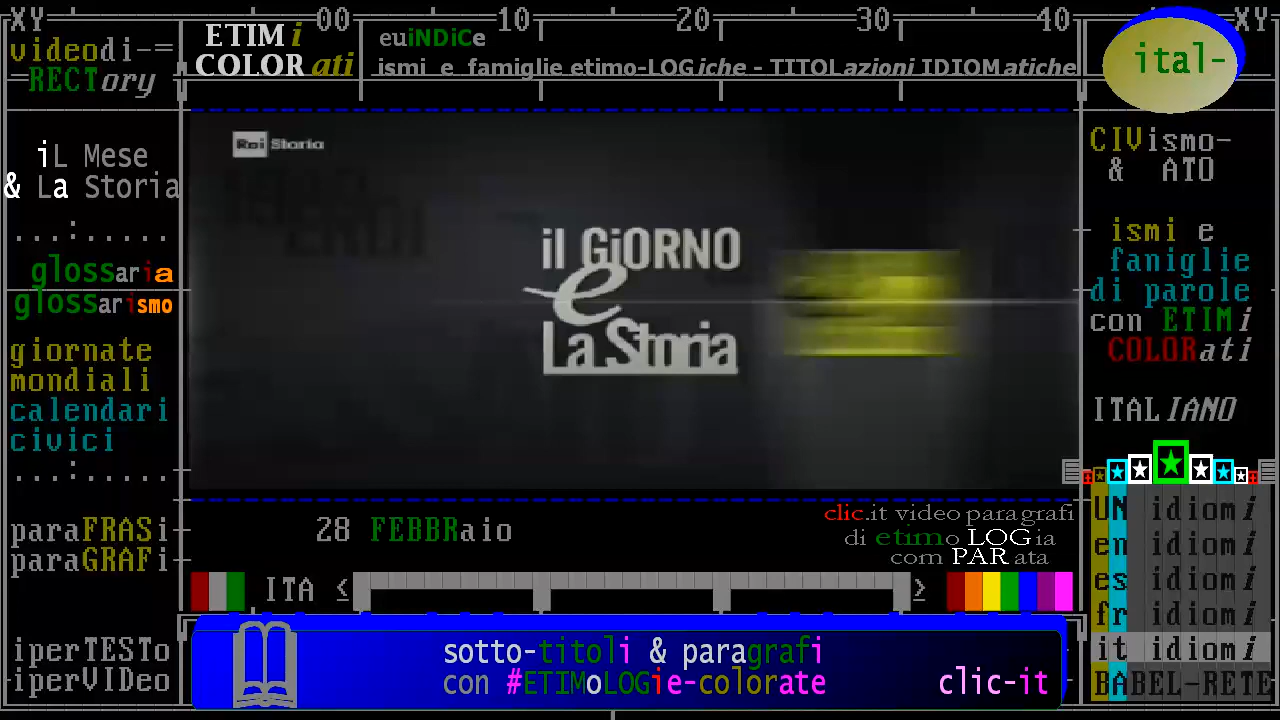 XY 00 10 20 30 40 XY
videodi-=
=RECTory
ETIMi
COLORati
euiNDiCe
ismi e famiglie etimo-LOGiche - TITOLazioni IDIOMatiche
ital-
iL Mese
& La Storia
...:.....
glossaria
glossarismo
giornate
mondiali
calendari
civici
...:.....
paraFRASi
paraGRAFi
iperTESTo
iperVIDeo
Rai Storia
il GiORNO
e
La Storia
28 FEBBRaio
clic.it video paragrafi
di etimo LOGia
com PARata
ITA < >
sotto-titoli & paragrafi
con #ETIMoLOGie-colorate
clic-it
CIVismo-
& ATO
ismi e
famiglie
di parole
con ETIMi
COLORati
ITALIANO
UN idiomi
en idiomi
es idiomi
fr idiomi
it idiomi
BABEL-RETE